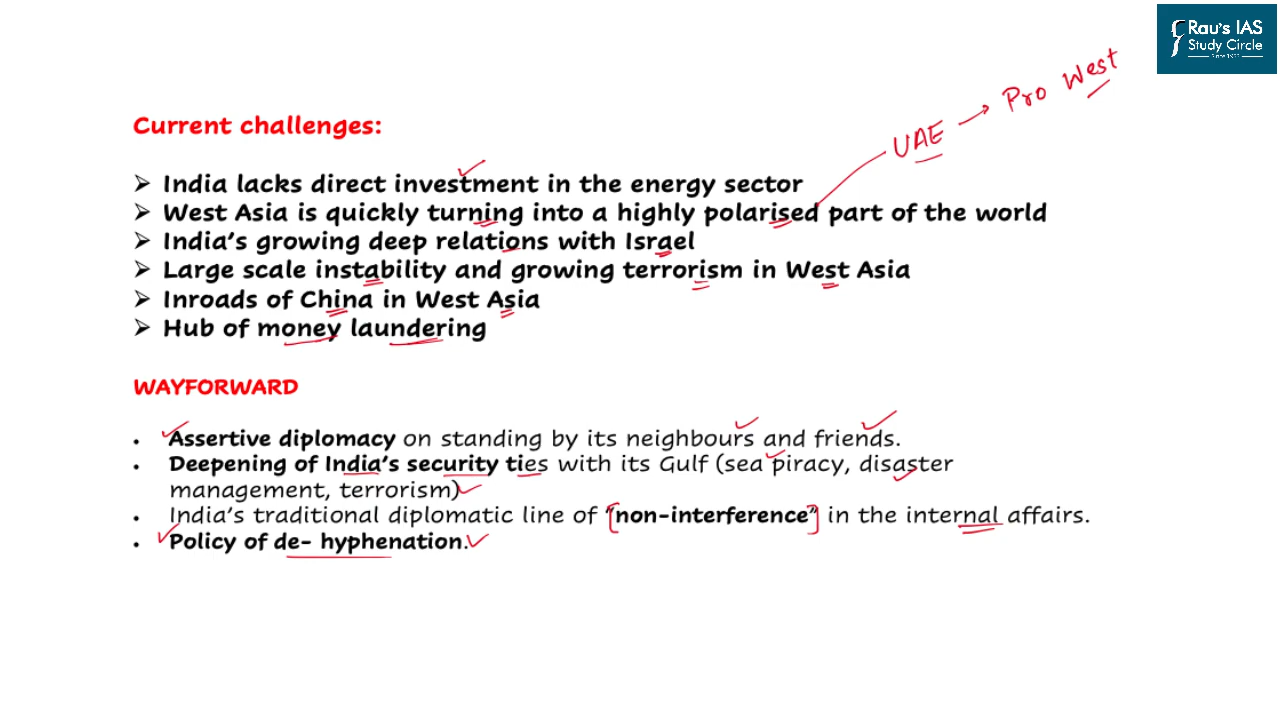 Rau's IAS
Study Circle
Since 1953
UAE → Pro West
Current challenges:
➢ India lacks direct investment in the energy sector
➢ West Asia is quickly turning into a highly polarised part of the world
➢ India's growing deep relations with Israel
➢ Large scale instability and growing terrorism in West Asia
➢ Inroads of China in West Asia
➢ Hub of money laundering
WAYFORWARD
• Assertive diplomacy on standing by its neighbours and friends.
• Deepening of India's security ties with its Gulf (sea piracy, disaster
management, terrorism)
• India's traditional diplomatic line of “non-interference” in the internal affairs.
• Policy of de- hyphenation.